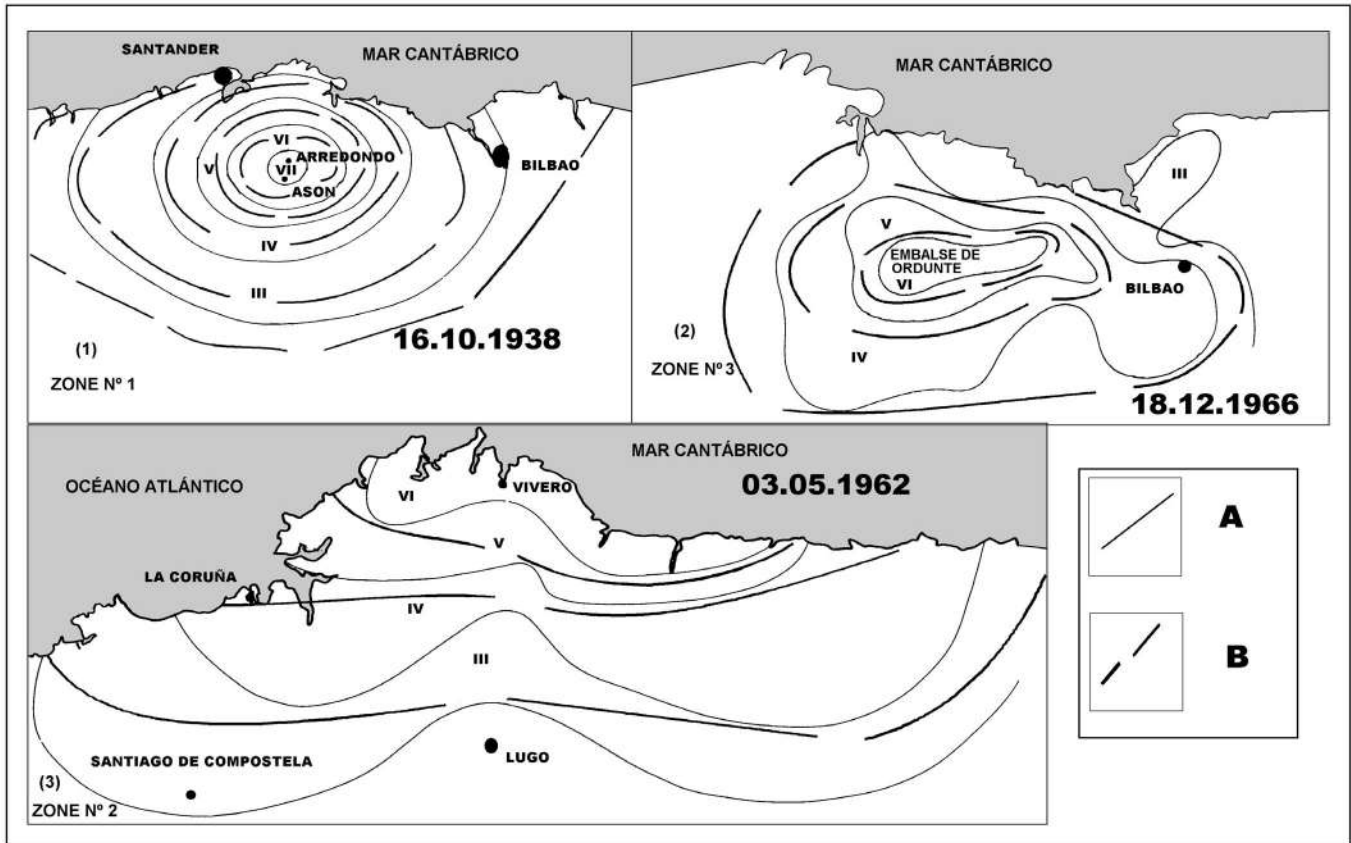 SANTANDER
MAR CANTÁBRICO
VI
ARREDONDO
V
VII
BILBAO
ASON
IV
III
16.10.1938
(1)
ZONE Nº 1
MAR CANTÁBRICO
III
V
EMBALSE DE
ORDUNTE
VI
BILBAO
(2)
IV
ZONE Nº 3
18.12.1966
MAR CANTÁBRICO
OCÉANO ATLÁNTICO
03.05.1962
VI
VIVERO
V
LA CORUÑA
IV
III
SANTIAGO DE COMPOSTELA
LUGO
(3)
ZONE Nº 2
A
B